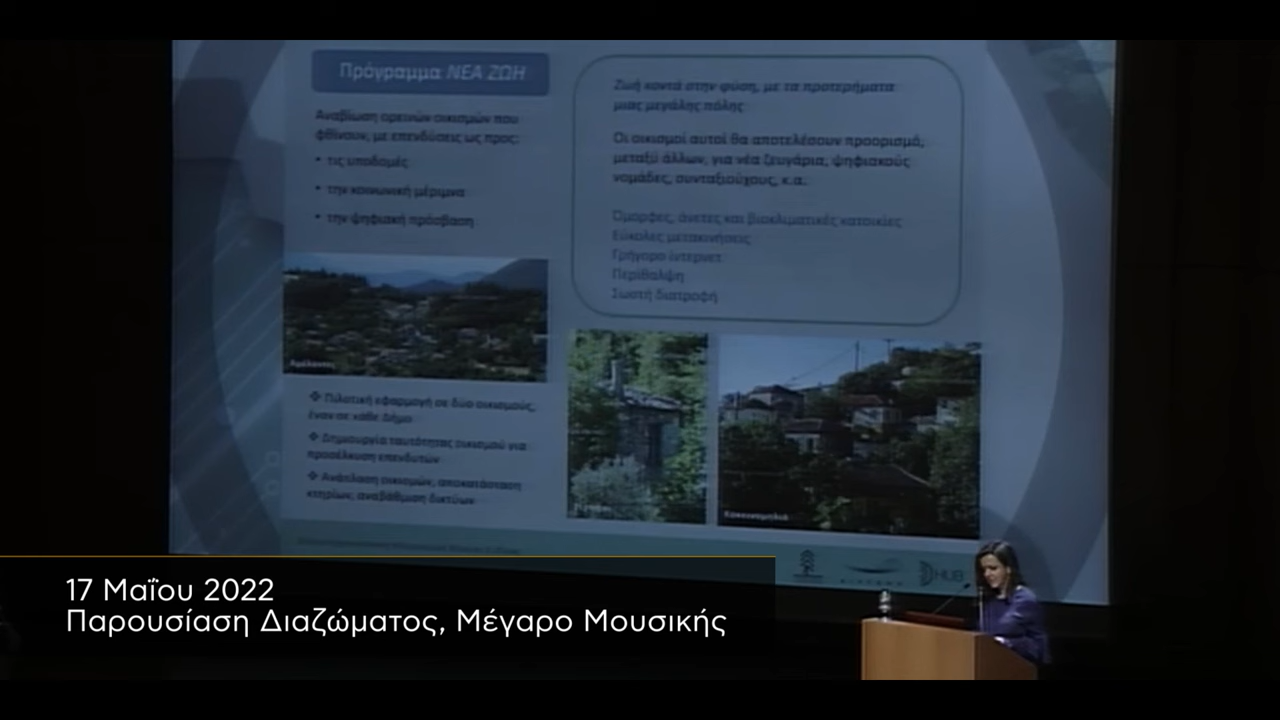 Πρόγραμμα ΝΕΑ ΖΩΗ
Αναβίωση ορεινών οικισμών που
φθίνουν, με επενδύσεις ως προς:
• τις υποδομές
• την κοινωνική μέριμνα
• την ψηφιακή πρόσβαση
Ζωή κοντά στην φύση, με τα προτερήματα
μιας μεγάλης πόλης
Οι οικισμοί αυτοί θα αποτελέσουν προορισμό,
μεταξύ άλλων, για νέα ζευγάρια, ψηφιακούς
νομάδες, συνταξιούχους, κ.α.
Όμορφες, άνετες και βιοκλιματικές κατοικίες
Εύκολες μετακινήσεις
Γρήγορο ίντερνετ
Περίθαλψη
Σωστή διατροφή
❖ Πιλοτική εφαρμογή σε δύο οικισμούς,
έναν σε κάθε Δήμο
❖ Δημιουργία ταυτότητας οικισμού για
προσέλκυση επενδυτών
❖ Ανάπλαση οικισμών, αποκατάσταση
κτηρίων, αναβάθμιση δικτύων
HUB
17 Μαΐου 2022
Παρουσίαση Διαζώματος, Μέγαρο Μουσικής